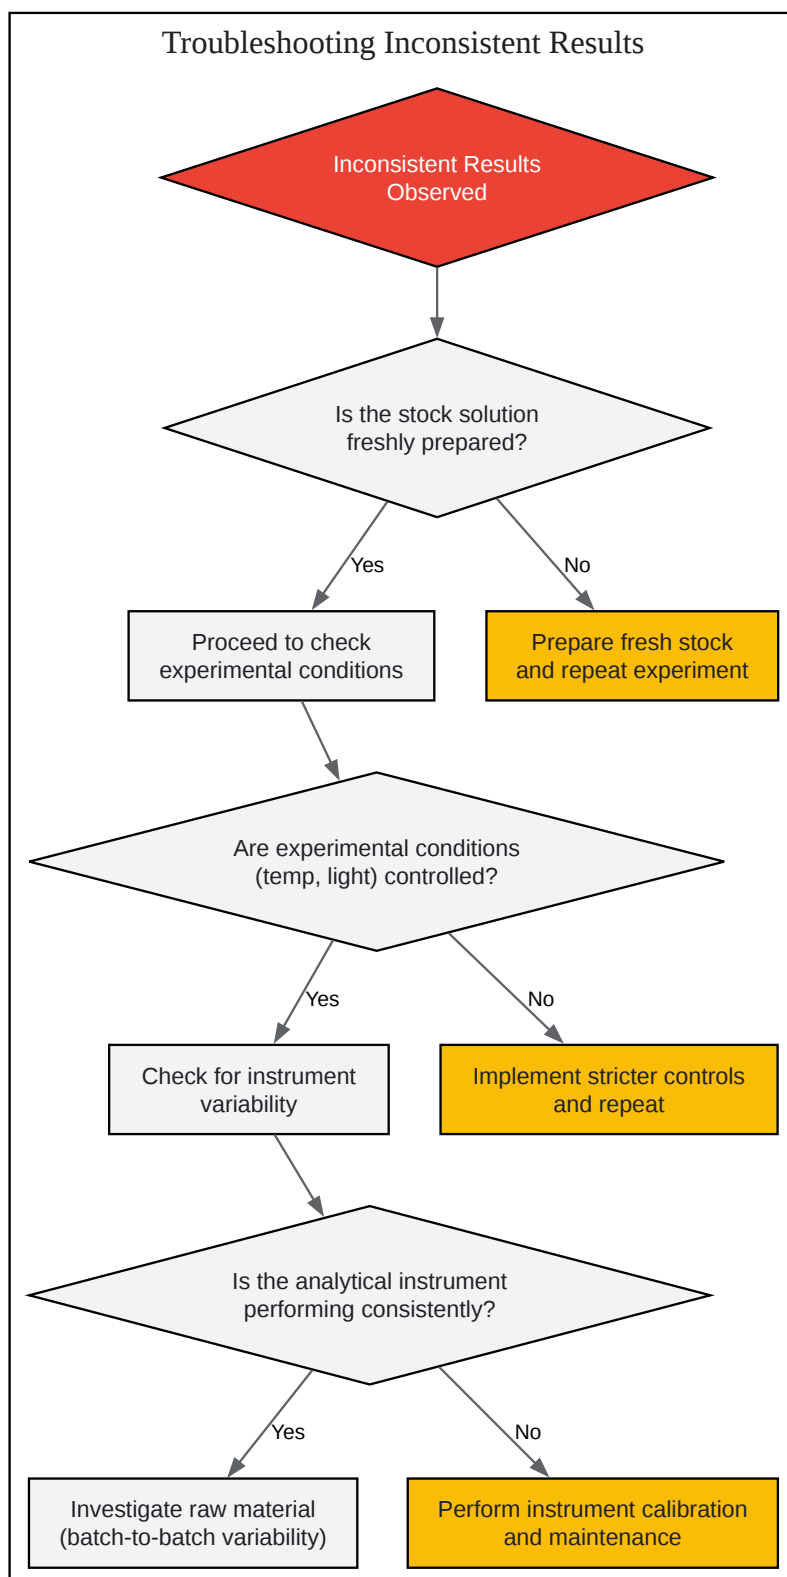 Troubleshooting Inconsistent Results
Inconsistent Results
Observed
Is the stock solution
freshly prepared?
Yes
No
Proceed to check
experimental conditions
Prepare fresh stock
and repeat experiment
Are experimental conditions
(temp, light) controlled?
Yes
No
Check for instrument
variability
Implement stricter controls
and repeat
Is the analytical instrument
performing consistently?
Yes
No
Investigate raw material
(batch-to-batch variability)
Perform instrument calibration
and maintenance